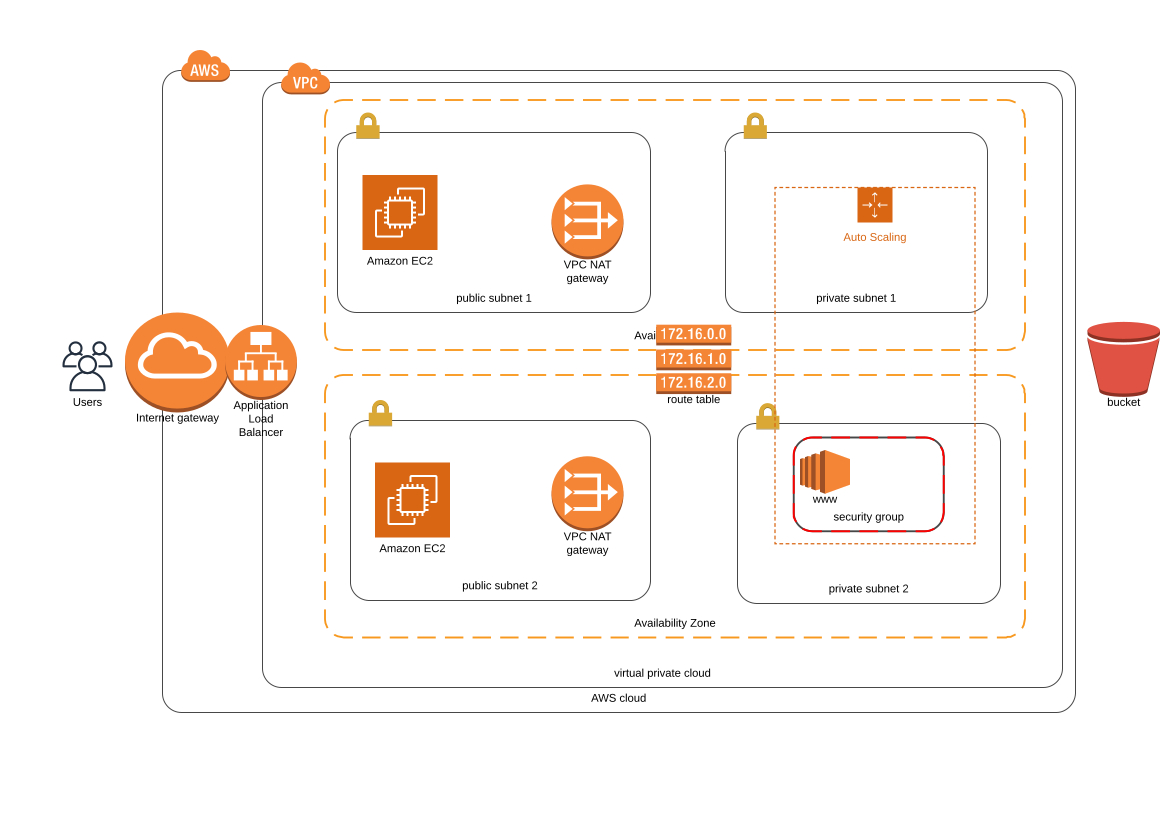 AWS
VPC
Amazon EC2
VPC NAT
gateway
public subnet 1
Auto Scaling
private subnet 1
Avai
172.16.0.0
172.16.1.0
172.16.2.0
route table
Users
Internet gateway
Application
Load
Balancer
bucket
Amazon EC2
VPC NAT
gateway
public subnet 2
www
security group
private subnet 2
Availability Zone
virtual private cloud
AWS cloud